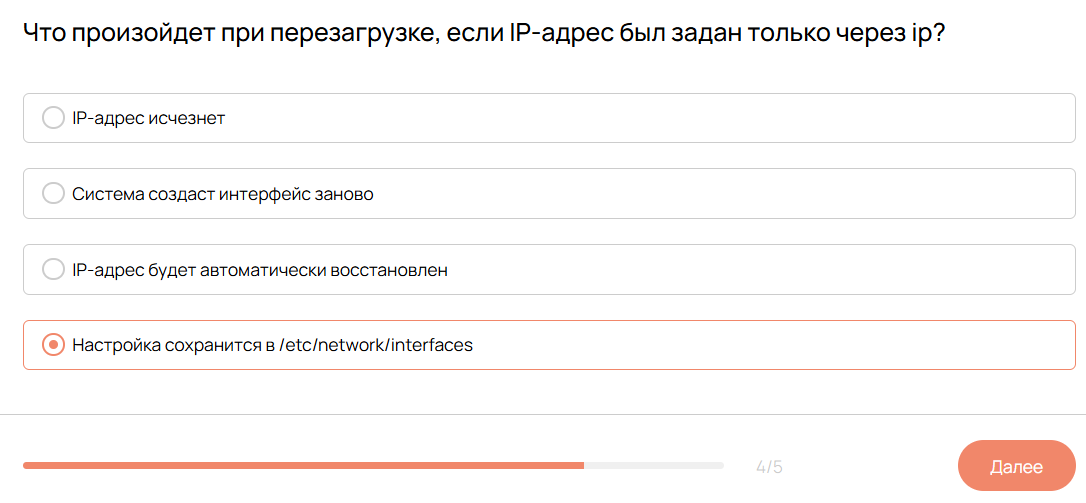 Что произойдет при перезагрузке, если IP-адрес был задан только через ip?
IP-адрес исчезнет
Система создаст интерфейс заново
IP-адрес будет автоматически восстановлен
Настройка сохранится в /etc/network/interfaces
4/5
Далее